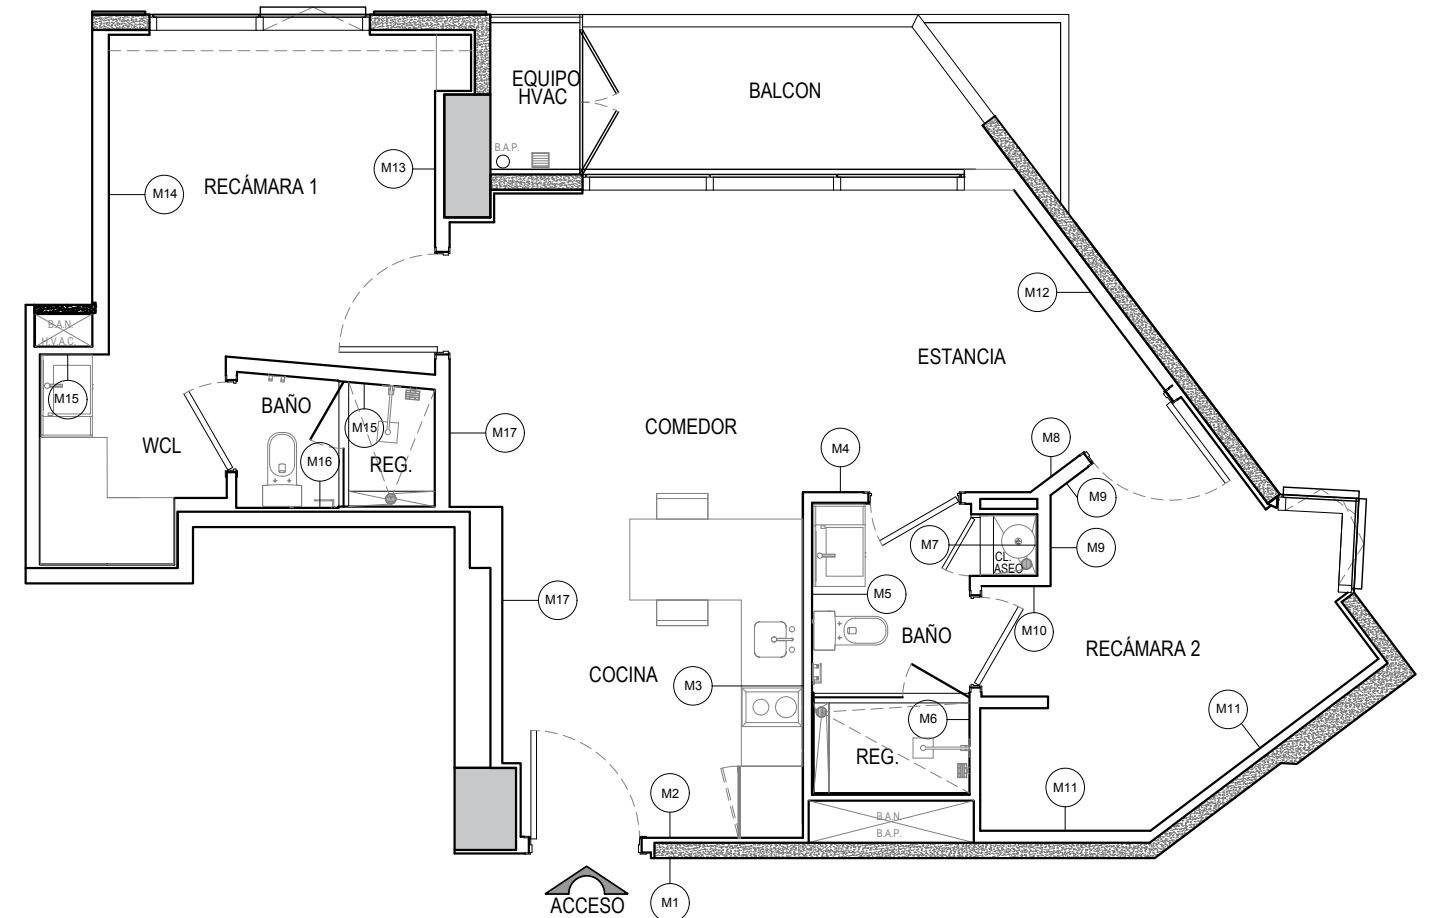 EQUIPO
HVAC
BALCON
B.A.P.
M13
RECÁMARA 1
M14
M12
B.A.N.
H.V.A.C.
ESTANCIA
M15
BAÑO
M15
COMEDOR
M17
M8
WCL
M4
M16
REG.
M9
M7
M9
CL.
ASEO
M5
M17
BAÑO
M10
RECÁMARA 2
COCINA
M3
M11
M6
REG.
M11
M2
B.A.N
B.A.P.
M1
ACCESO